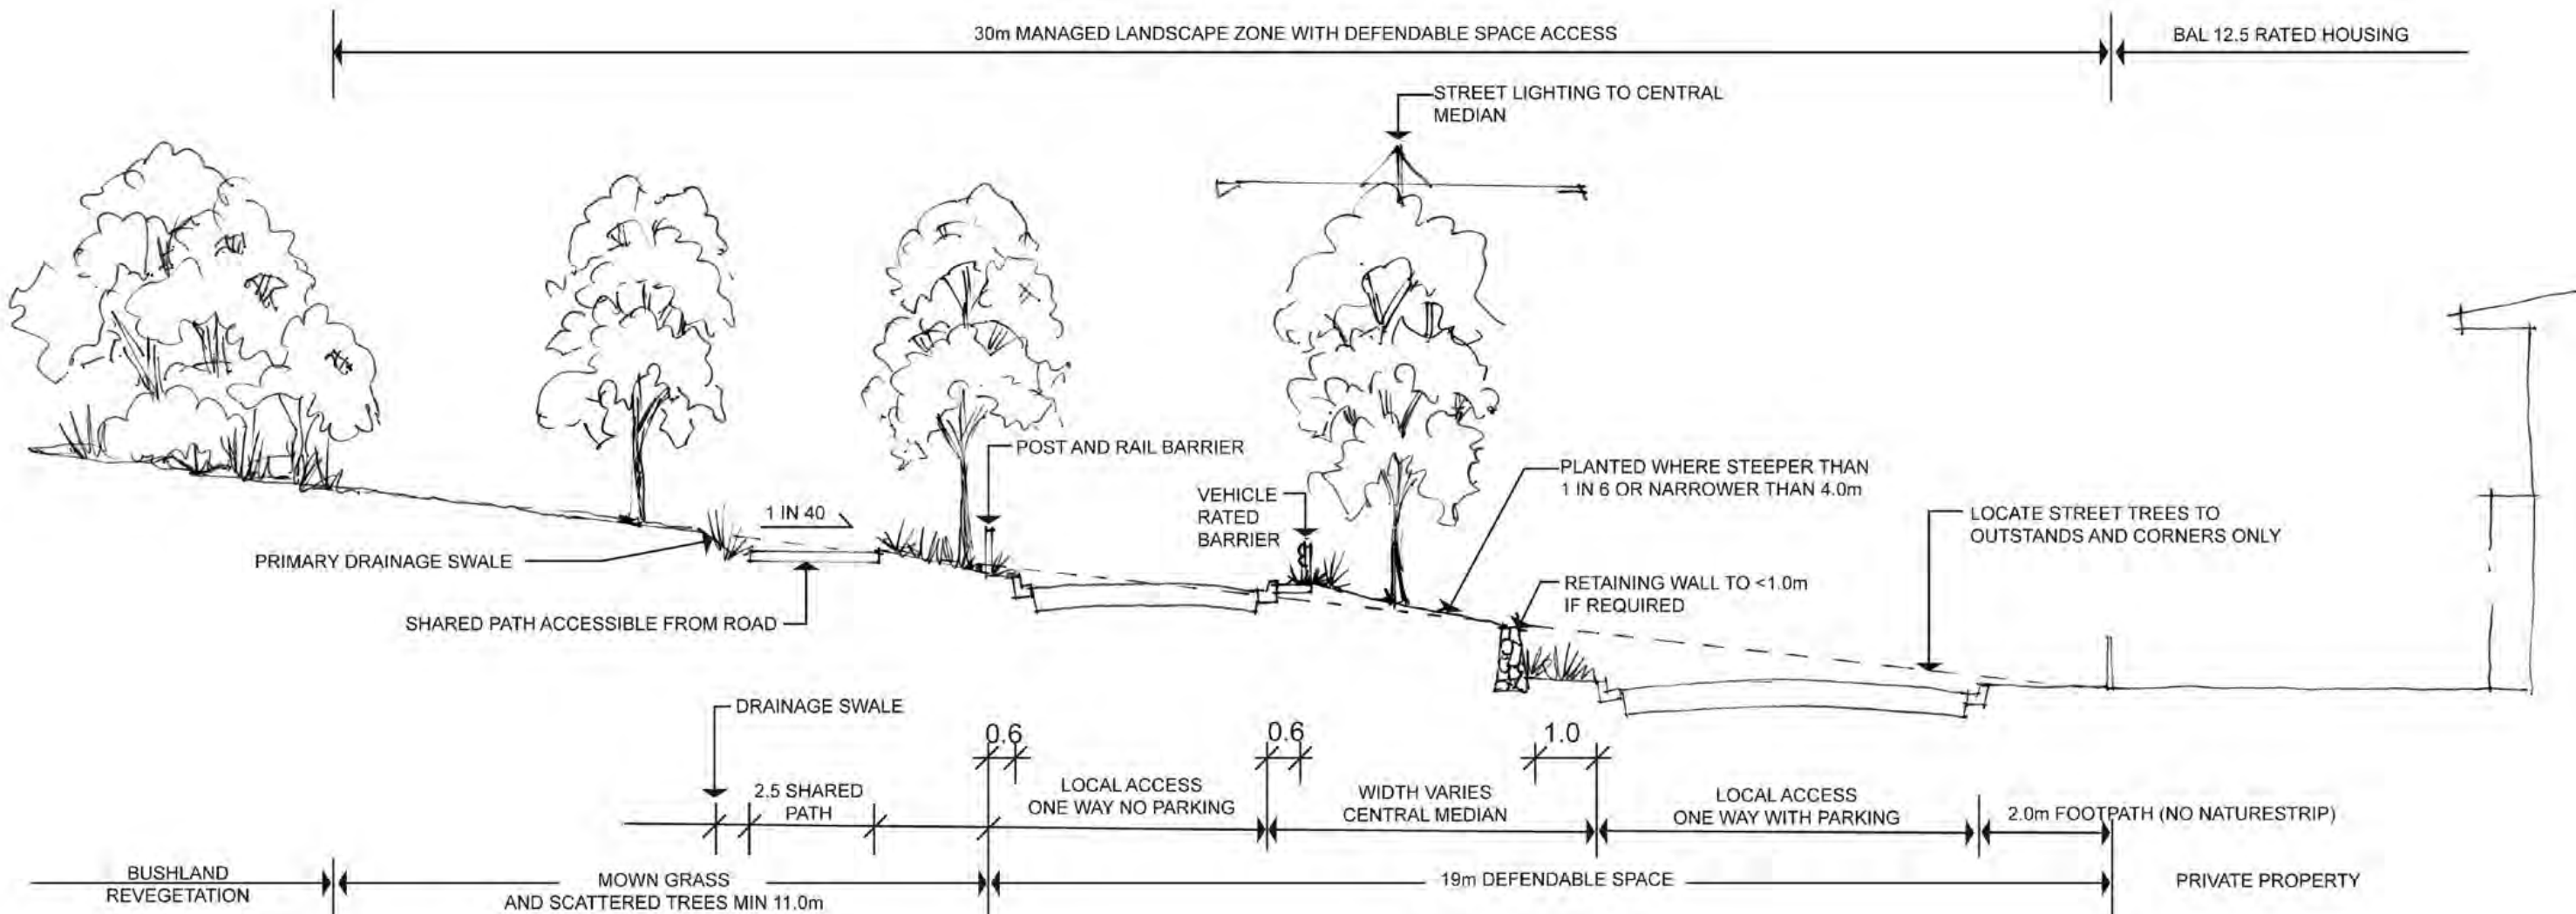 30m MANAGED LANDSCAPE ZONE WITH DEFENDABLE SPACE ACCESS
BAL 12.5 RATED HOUSING
STREET LIGHTING TO CENTRAL
MEDIAN
POST AND RAIL BARRIER
VEHICLE
RATED
BARRIER
PLANTED WHERE STEEPER THAN
1 IN 6 OR NARROWER THAN 4.0m
1 IN 40
LOCATE STREET TREES TO
OUTSTANDS AND CORNERS ONLY
PRIMARY DRAINAGE SWALE
RETAINING WALL TO <1.0m
IF REQUIRED
SHARED PATH ACCESSIBLE FROM ROAD
DRAINAGE SWALE
0.6
0.6
1.0
2.5 SHARED
PATH
LOCAL ACCESS
ONE WAY NO PARKING
WIDTH VARIES
CENTRAL MEDIAN
LOCAL ACCESS
ONE WAY WITH PARKING
2.0m FOOTPATH (NO NATURESTRIP)
BUSHLAND
REVEGETATION
MOWN GRASS
AND SCATTERED TREES MIN 11.0m
19m DEFENDABLE SPACE
PRIVATE PROPERTY